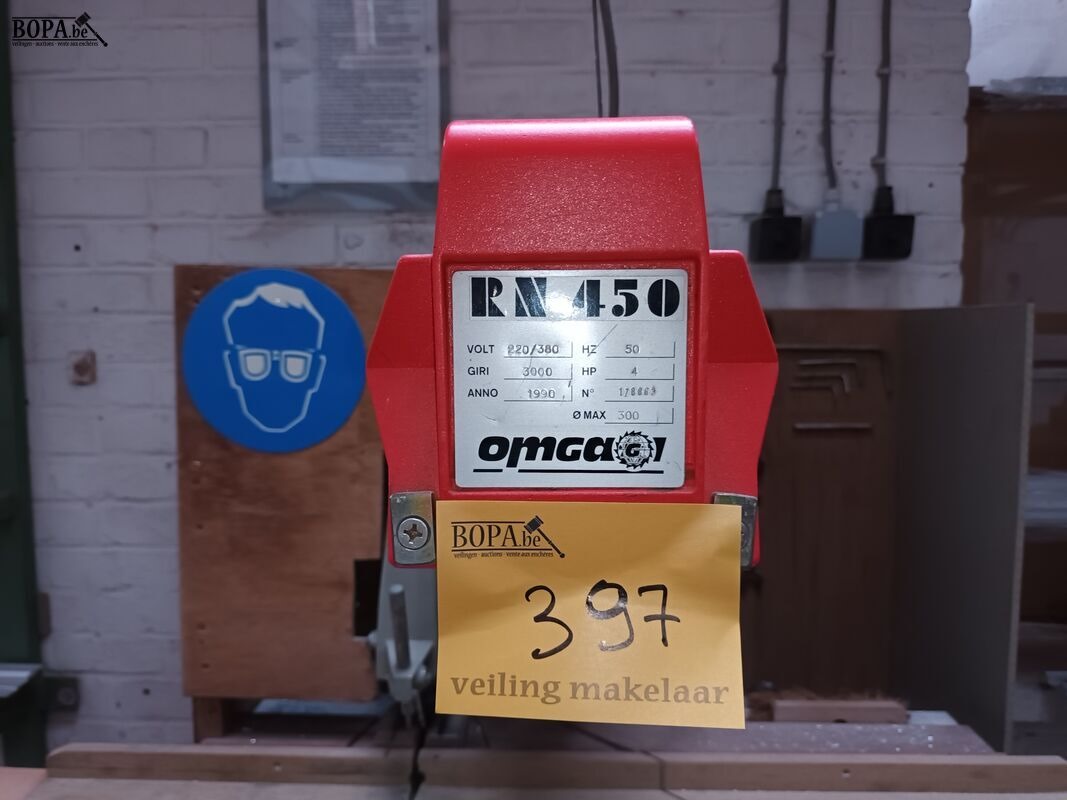 BOPA.be
veilingen - auctions - vente aux enchères
RN 450
VOLT 220/380 HZ 50
GIRI 3000 HP 4
ANNO 1990 N°
Ø MAX 300
omga
BOPA.be
veilingen - auctions - vente aux enchères
397
veiling makelaar